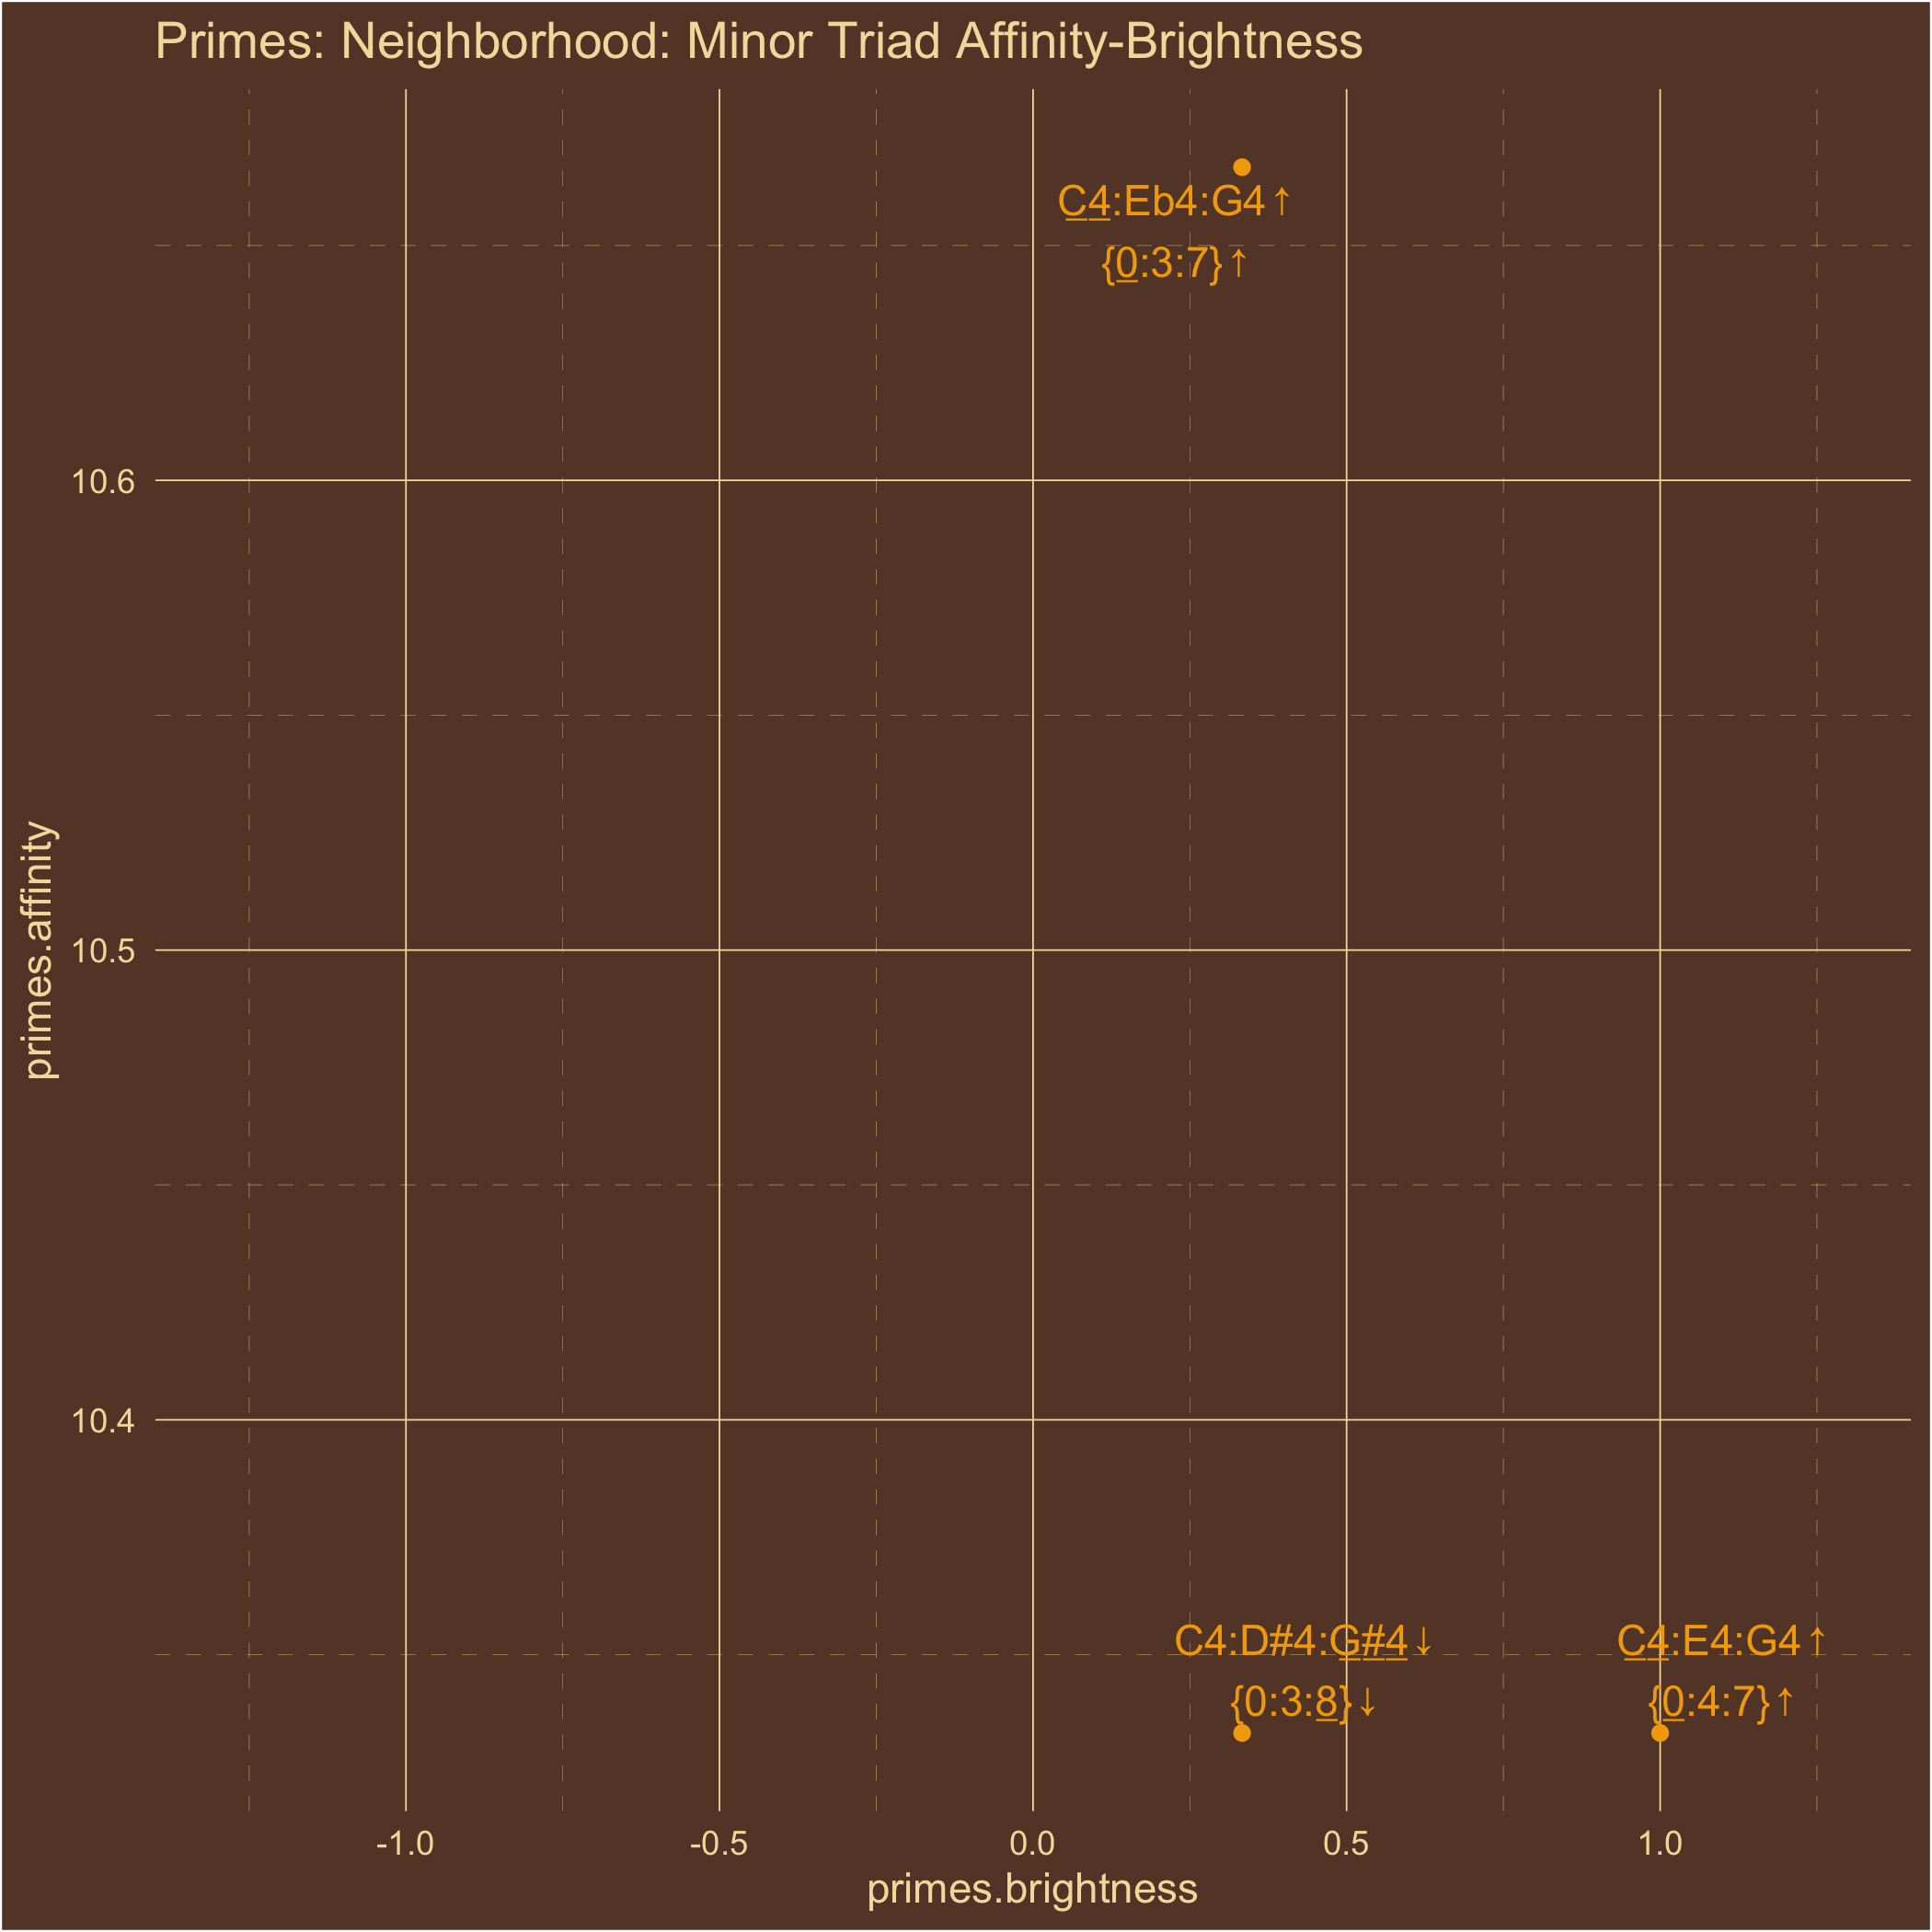 Primes: Neighborhood: Minor Triad Affinity-Brightness
C4:Eb4:G4↑
{0:3:7}↑
10.6
primes.affinity
10.5
10.4
C4:D#4:G#4↓
{0:3:8}↓
C4:E4:G4↑
{0:4:7}↑
-1.0
-0.5
0.0
0.5
1.0
primes.brightness